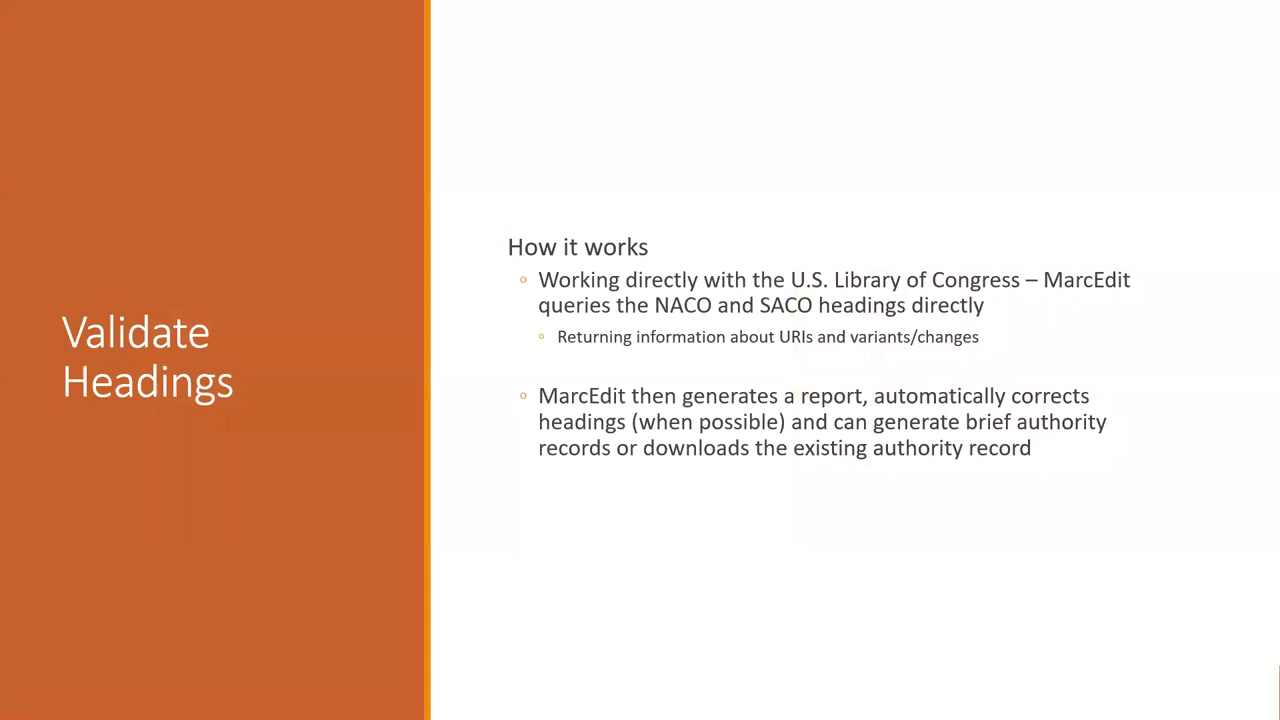 Validate
Headings
How it works
◦ Working directly with the U.S. Library of Congress – MarcEdit
queries the NACO and SACO headings directly
◦ Returning information about URIs and variants/changes
◦ MarcEdit then generates a report, automatically corrects
headings (when possible) and can generate brief authority
records or downloads the existing authority record